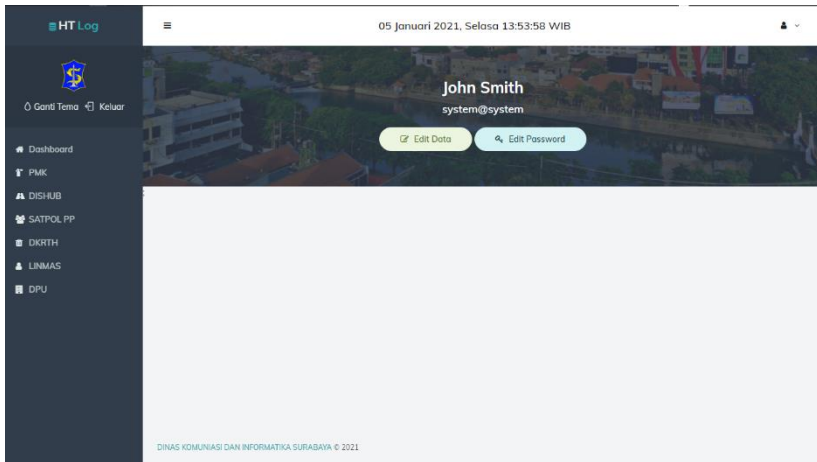 HT Log
05 Januari 2021, Selasa 13:53:58 WIB
Ganti Tema Keluar
John Smith
system@system
Edit Data Edit Password
Dashboard
PMK
DISHUB
SATPOL PP
DKRTH
LINMAS
DPU
DINAS KOMUNIASI DAN INFORMATIKA SURABAYA © 2021